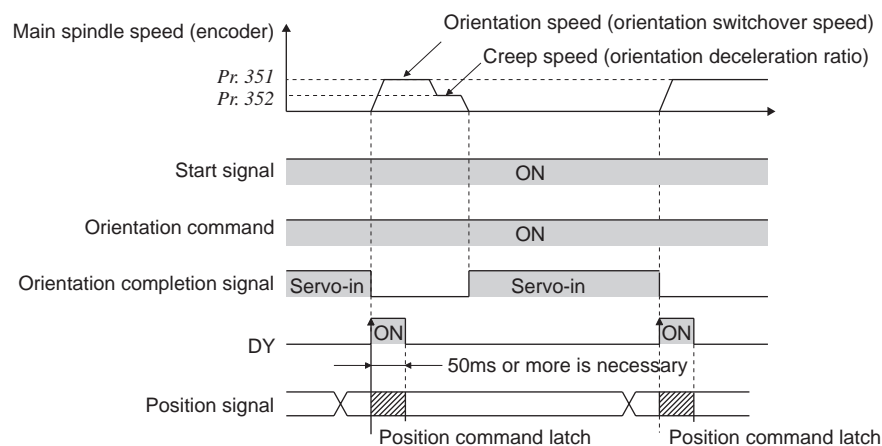 Orientation speed (orientation switchover speed)
Main spindle speed (encoder)
Creep speed (orientation deceleration ratio)
Pr. 351
Pr. 352
Start signal
ON
Orientation command
ON
Orientation completion signal
Servo-in
Servo-in
DY
ON
ON
50ms or more is necessary
Position signal
Position command latch
Position command latch